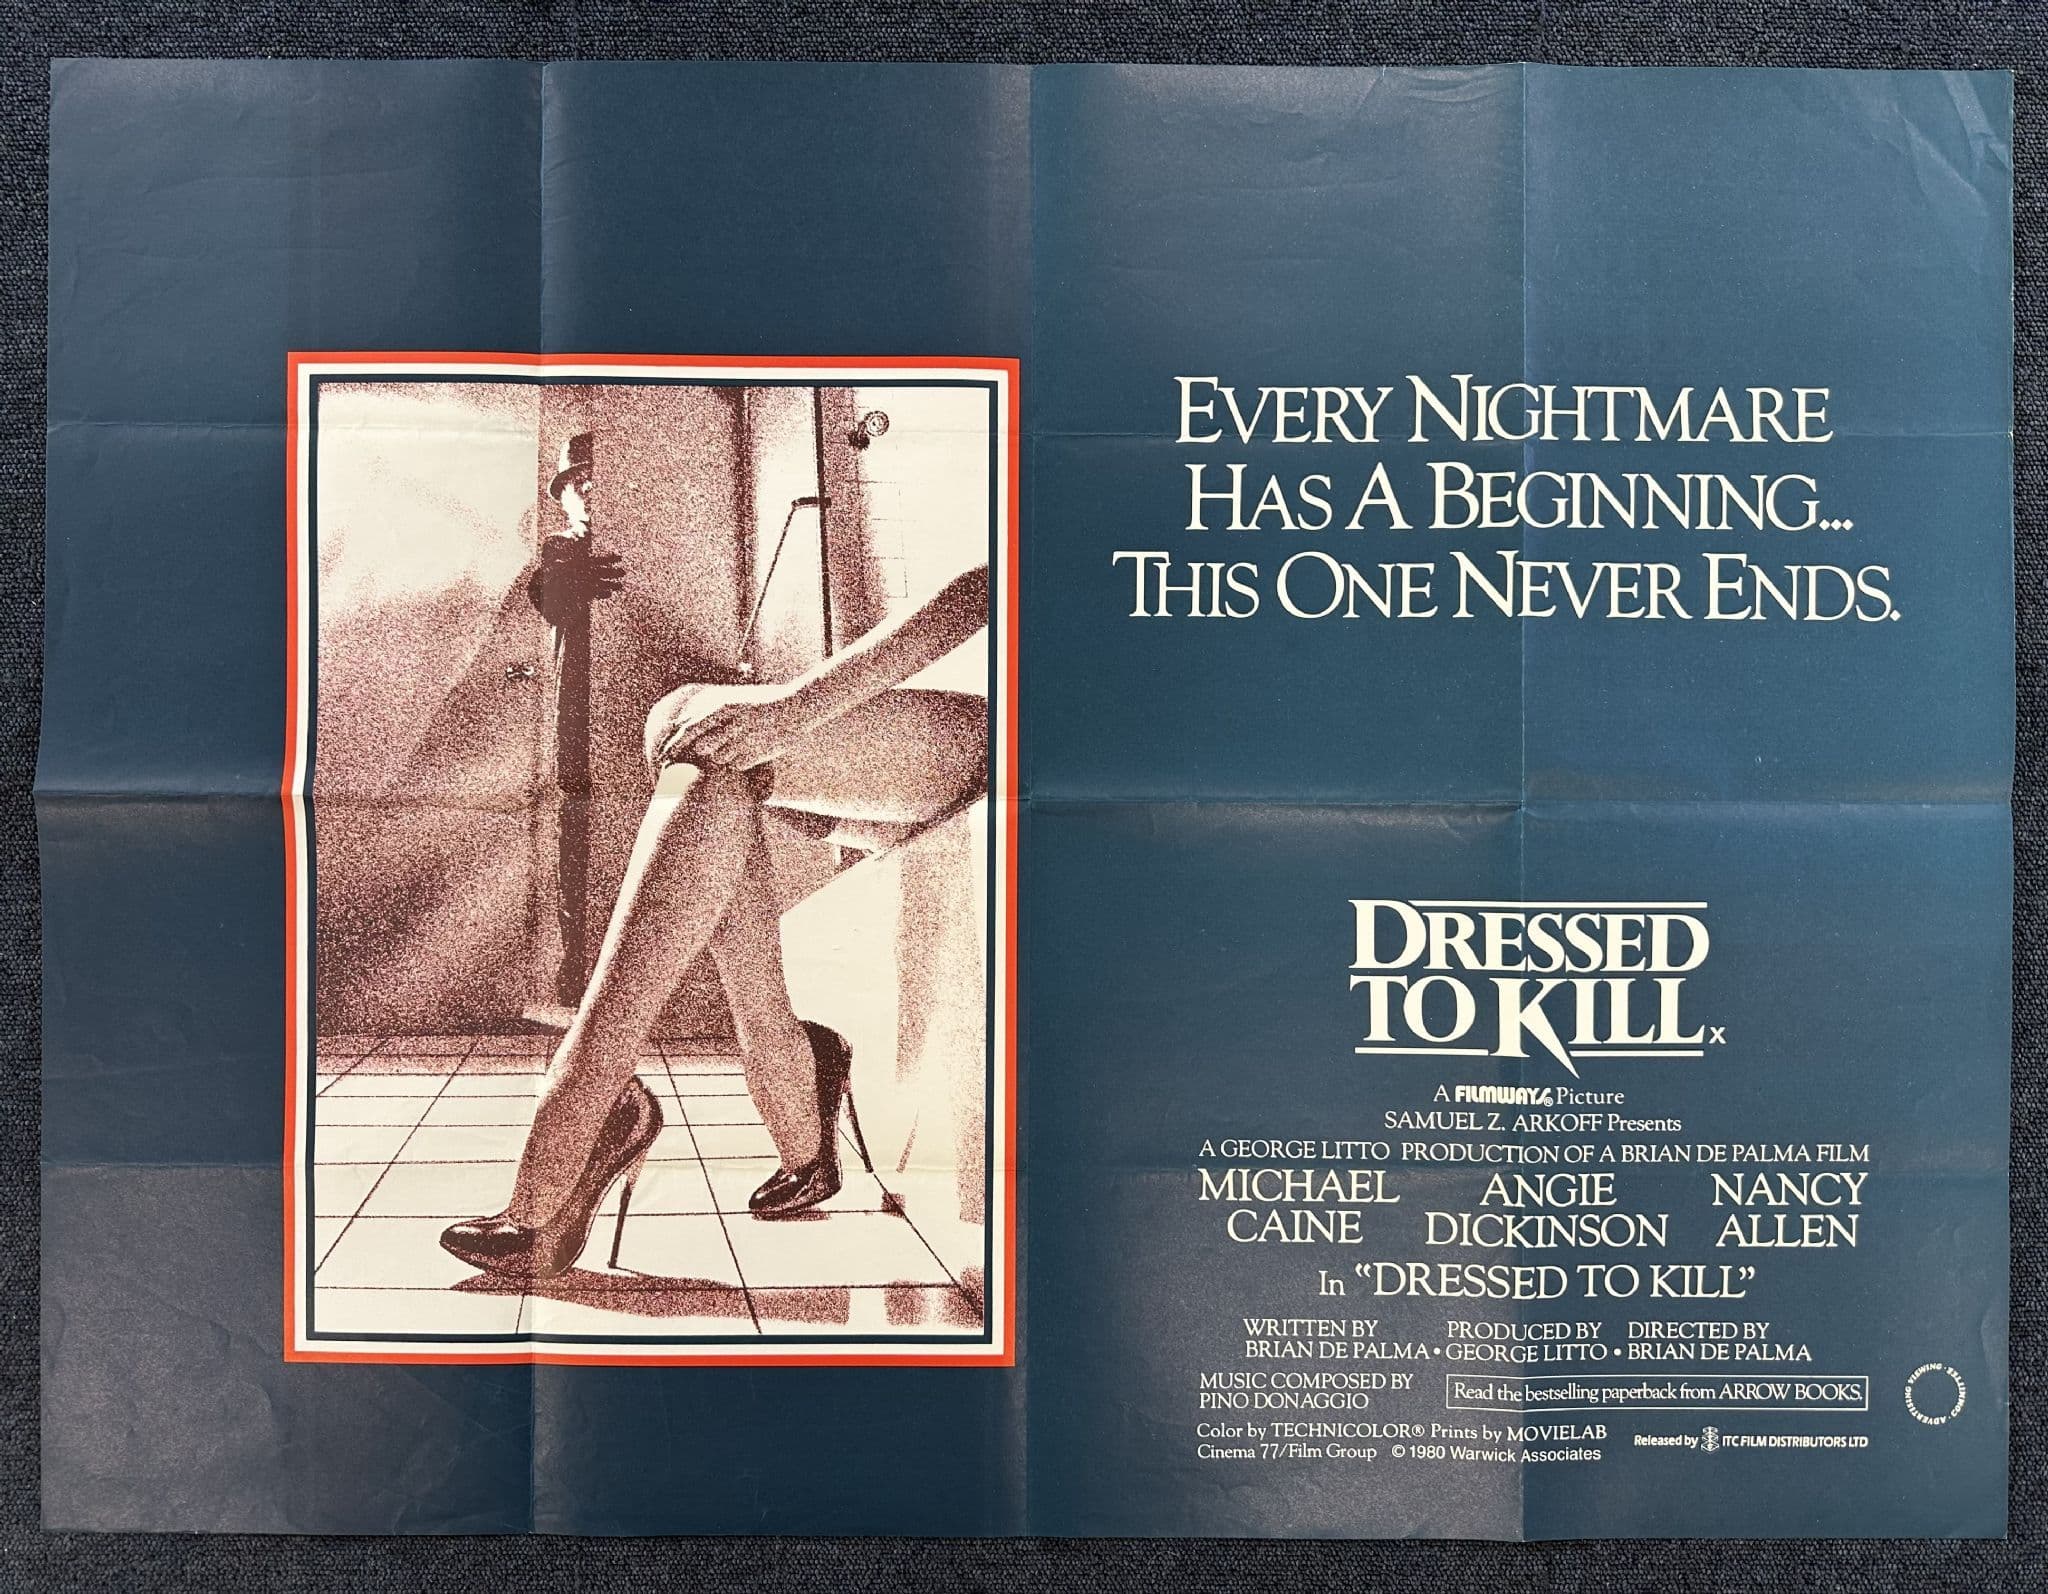 EVERY NIGHTMARE
HAS A BEGINNING...
THIS ONE NEVER ENDS.
DRESSED
TO KILL X
A FILMWAYS® Picture
SAMUEL Z. ARKOFF Presents
A GEORGE LITTO PRODUCTION OF A BRIAN DE PALMA FILM
MICHAEL CAINE
ANGIE DICKINSON
NANCY ALLEN
In "DRESSED TO KILL"
WRITTEN BY
BRIAN DE PALMA •
PRODUCED BY
GEORGE LITTO •
DIRECTED BY
BRIAN DE PALMA
MUSIC COMPOSED BY
PINO DONAGGIO
Read the bestselling paperback from ARROW BOOKS.
Color by TECHNICOLOR® Prints by MOVIELAB
Cinema 77/Film Group © 1980 Warwick Associates
Released by ITC FILM DISTRIBUTORS LTD
ADVERTISING VIEWING · COMMITTEE ·